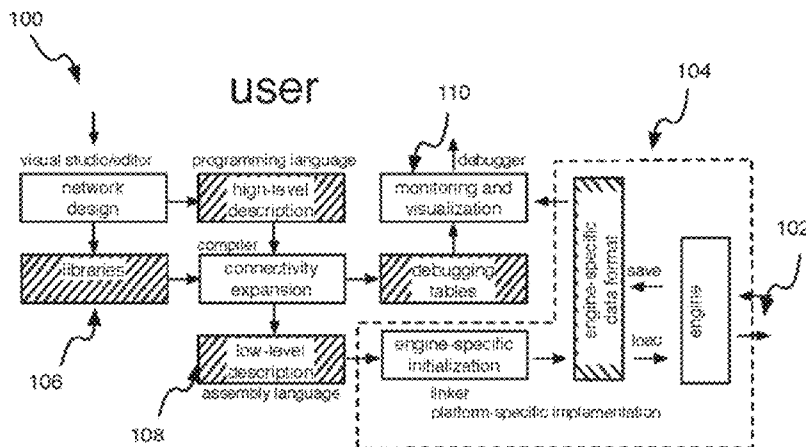 100
user
110
104
visual studio/editor
programming language
debugger
network
design
high-level
description
monitoring and
visualization
compiler
102
libraries
connectivity
expansion
debugging
tables
engine-specific
data format
save
engine
load
106
low-level
description
engine-specific
initialization
assembly language
linker
platform-specific implementation
108